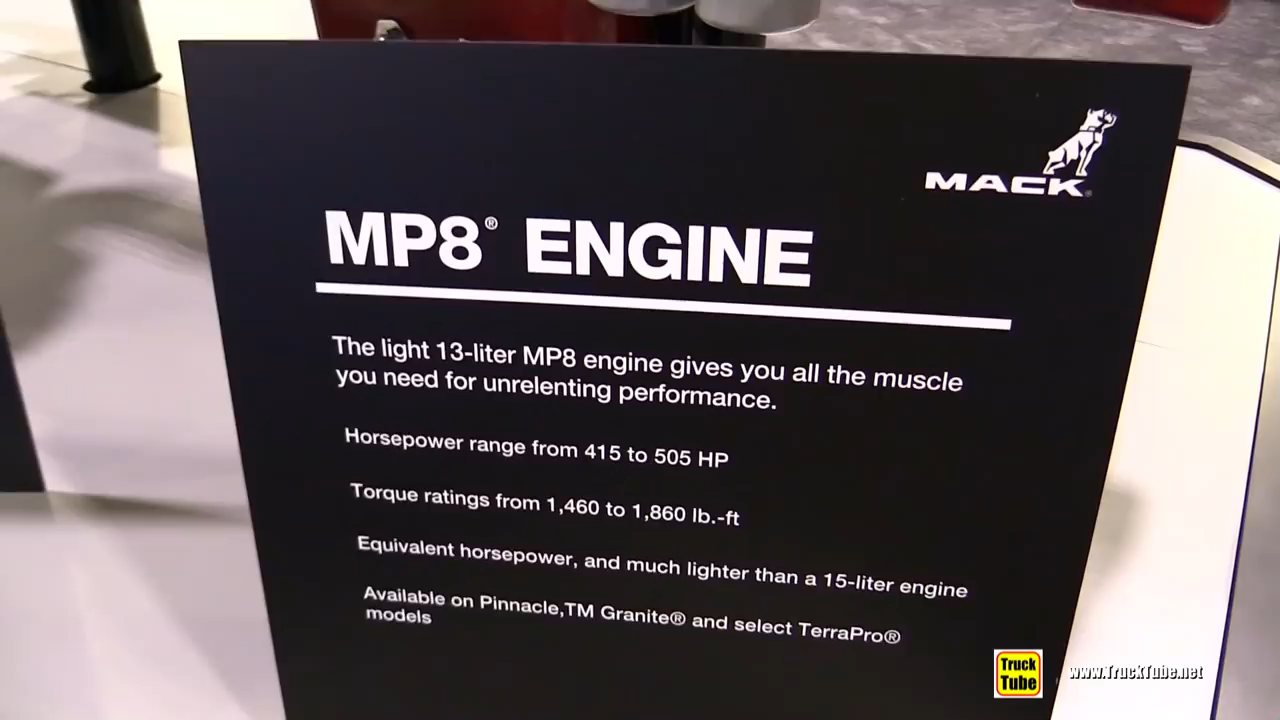 MACK®
MP8® ENGINE
The light 13-liter MP8 engine gives you all the muscle
you need for unrelenting performance.
Horsepower range from 415 to 505 HP
Torque ratings from 1,460 to 1,860 lb.-ft
Equivalent horsepower, and much lighter than a 15-liter engine
Available on Pinnacle,TM Granite® and select TerraPro®
models
Truck
Tube
www.TruckTube.net